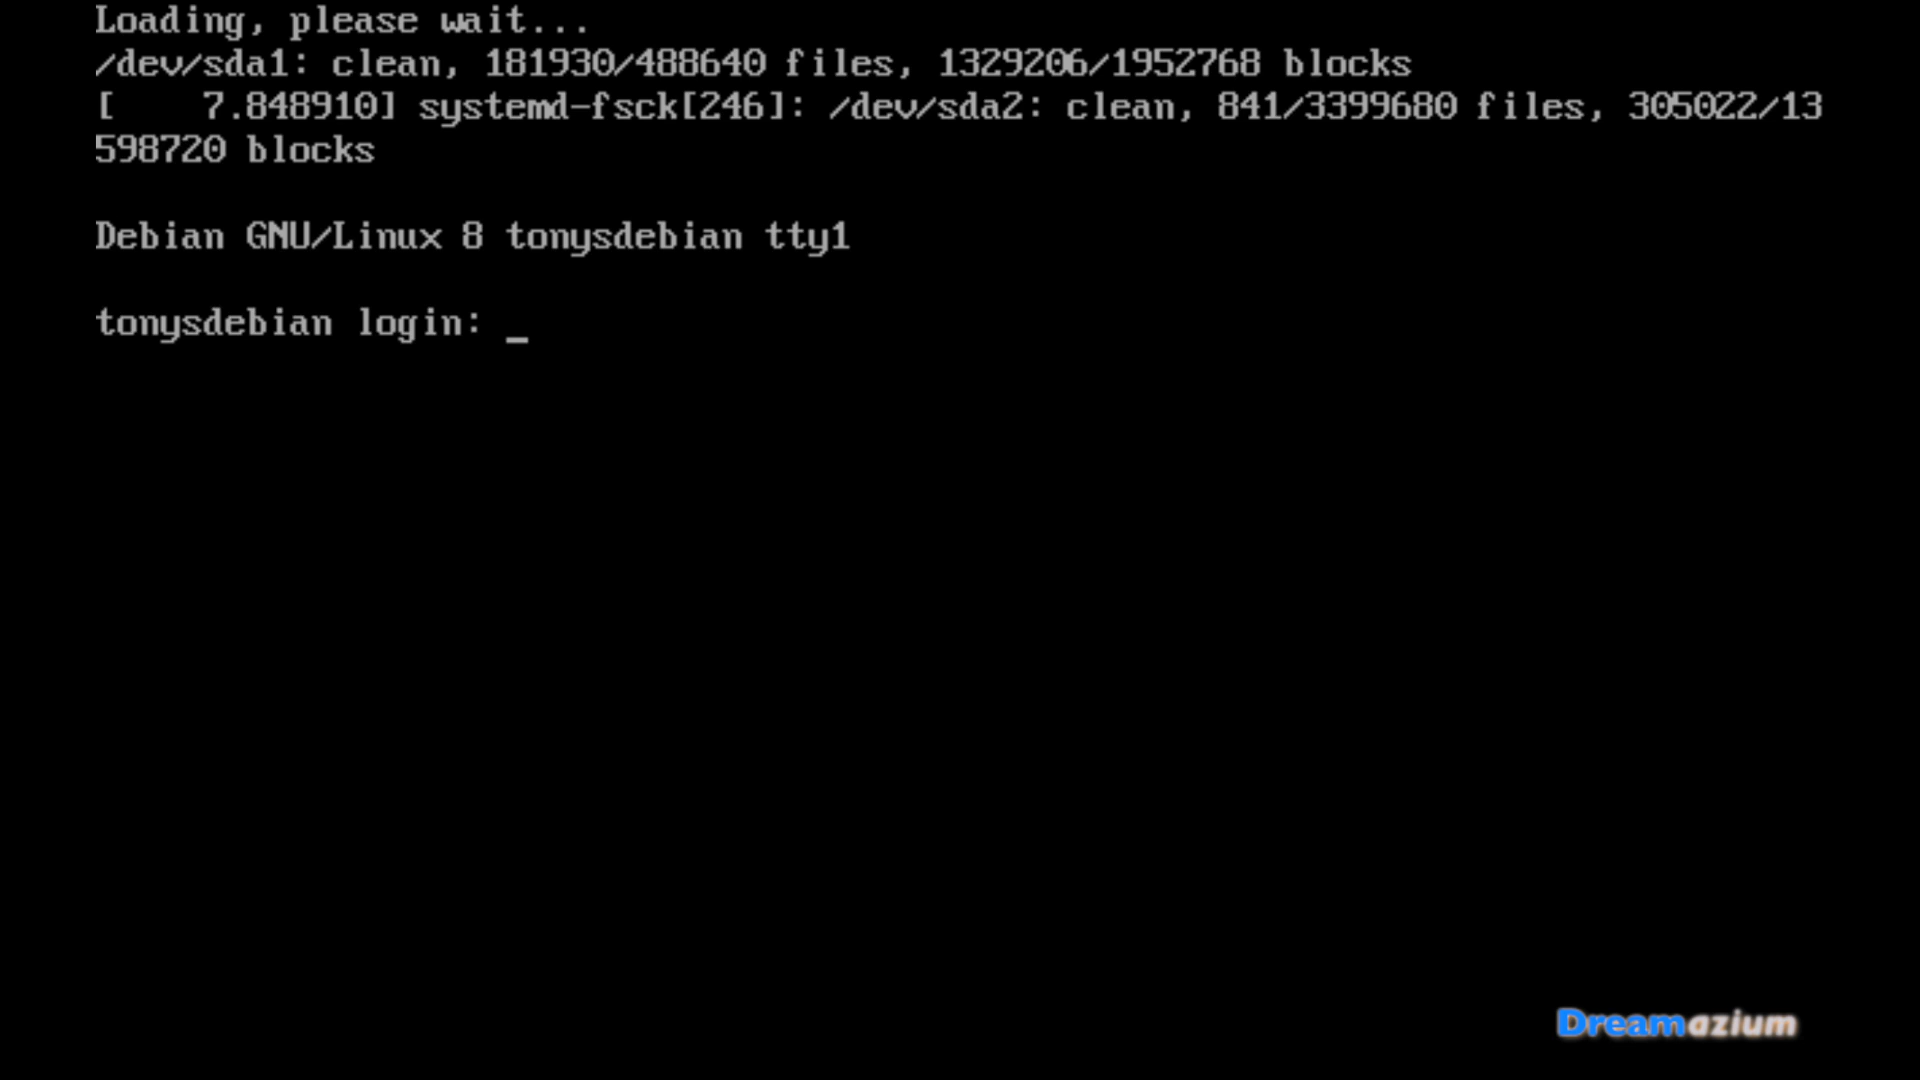 Loading, please wait...
/dev/sda1: clean, 181930/488640 files, 1329206/1952768 blocks
[    7.848910] systemd-fsck[246]: /dev/sda2: clean, 841/3399680 files, 305022/13
598720 blocks
Debian GNU/Linux 8 tonysdebian tty1
tonysdebian login: _
Dreamazium